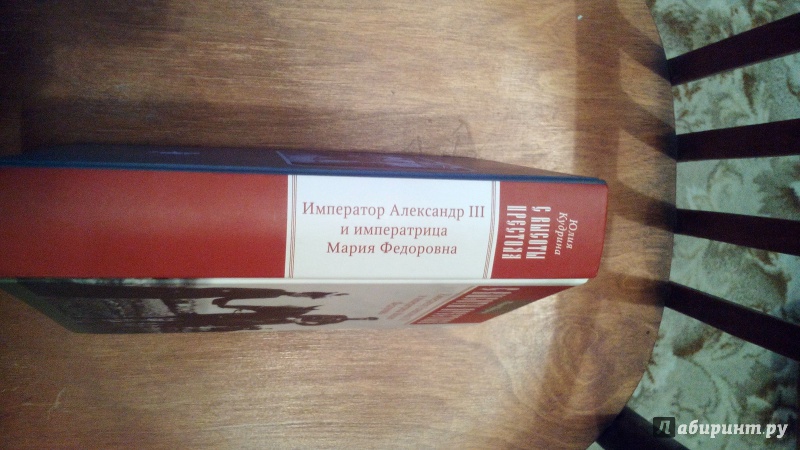 Юлия
Кудрина
С ВЫСОТЫ
ПРЕСТОЛА
Император Александр III
и императрица
Мария Федоровна
Лабиринт.ру